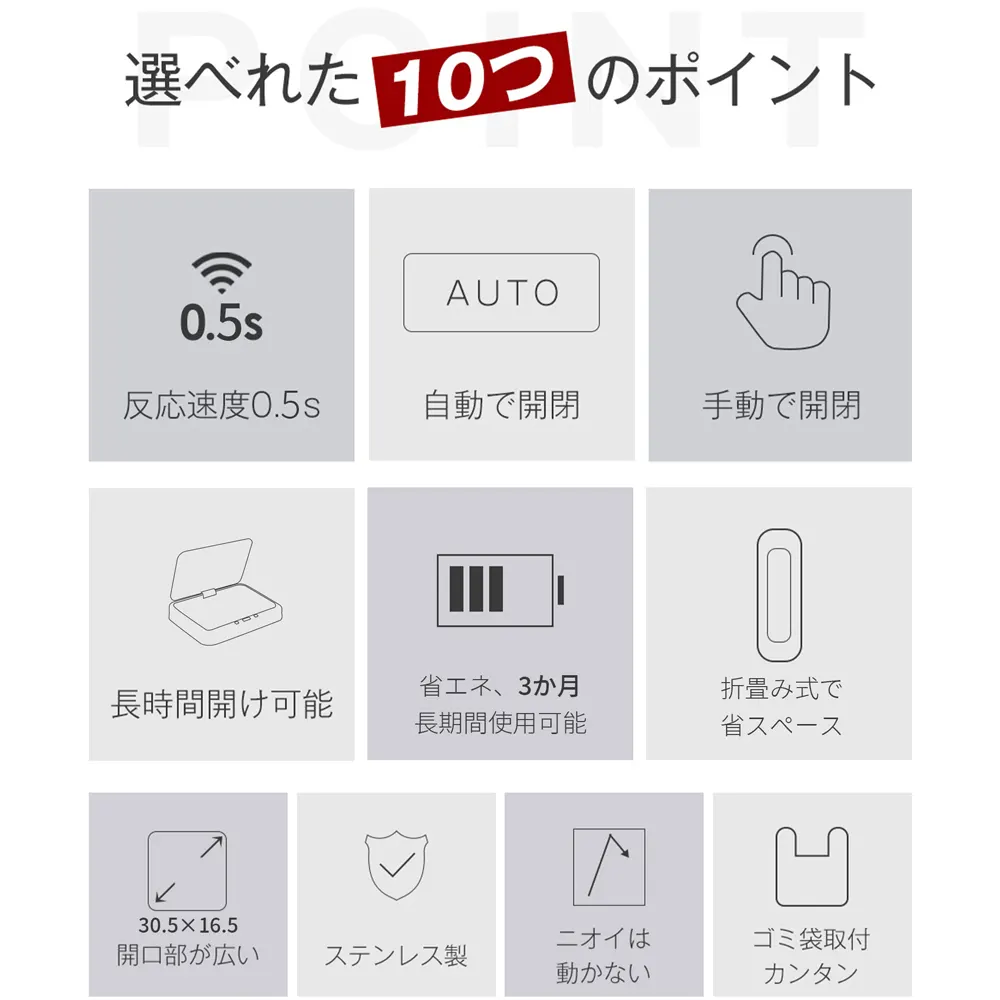 POINT
選べれた10つのポイント
0.5s
反応速度0.5s
AUTO
自動で開閉
手動で開閉
長時間開け可能
省エネ、3か月
長期間使用可能
折畳み式で
省スペース
30.5×16.5
開口部が広い
ステンレス製
ニオイは
動かない
ゴミ袋取付
カンタン